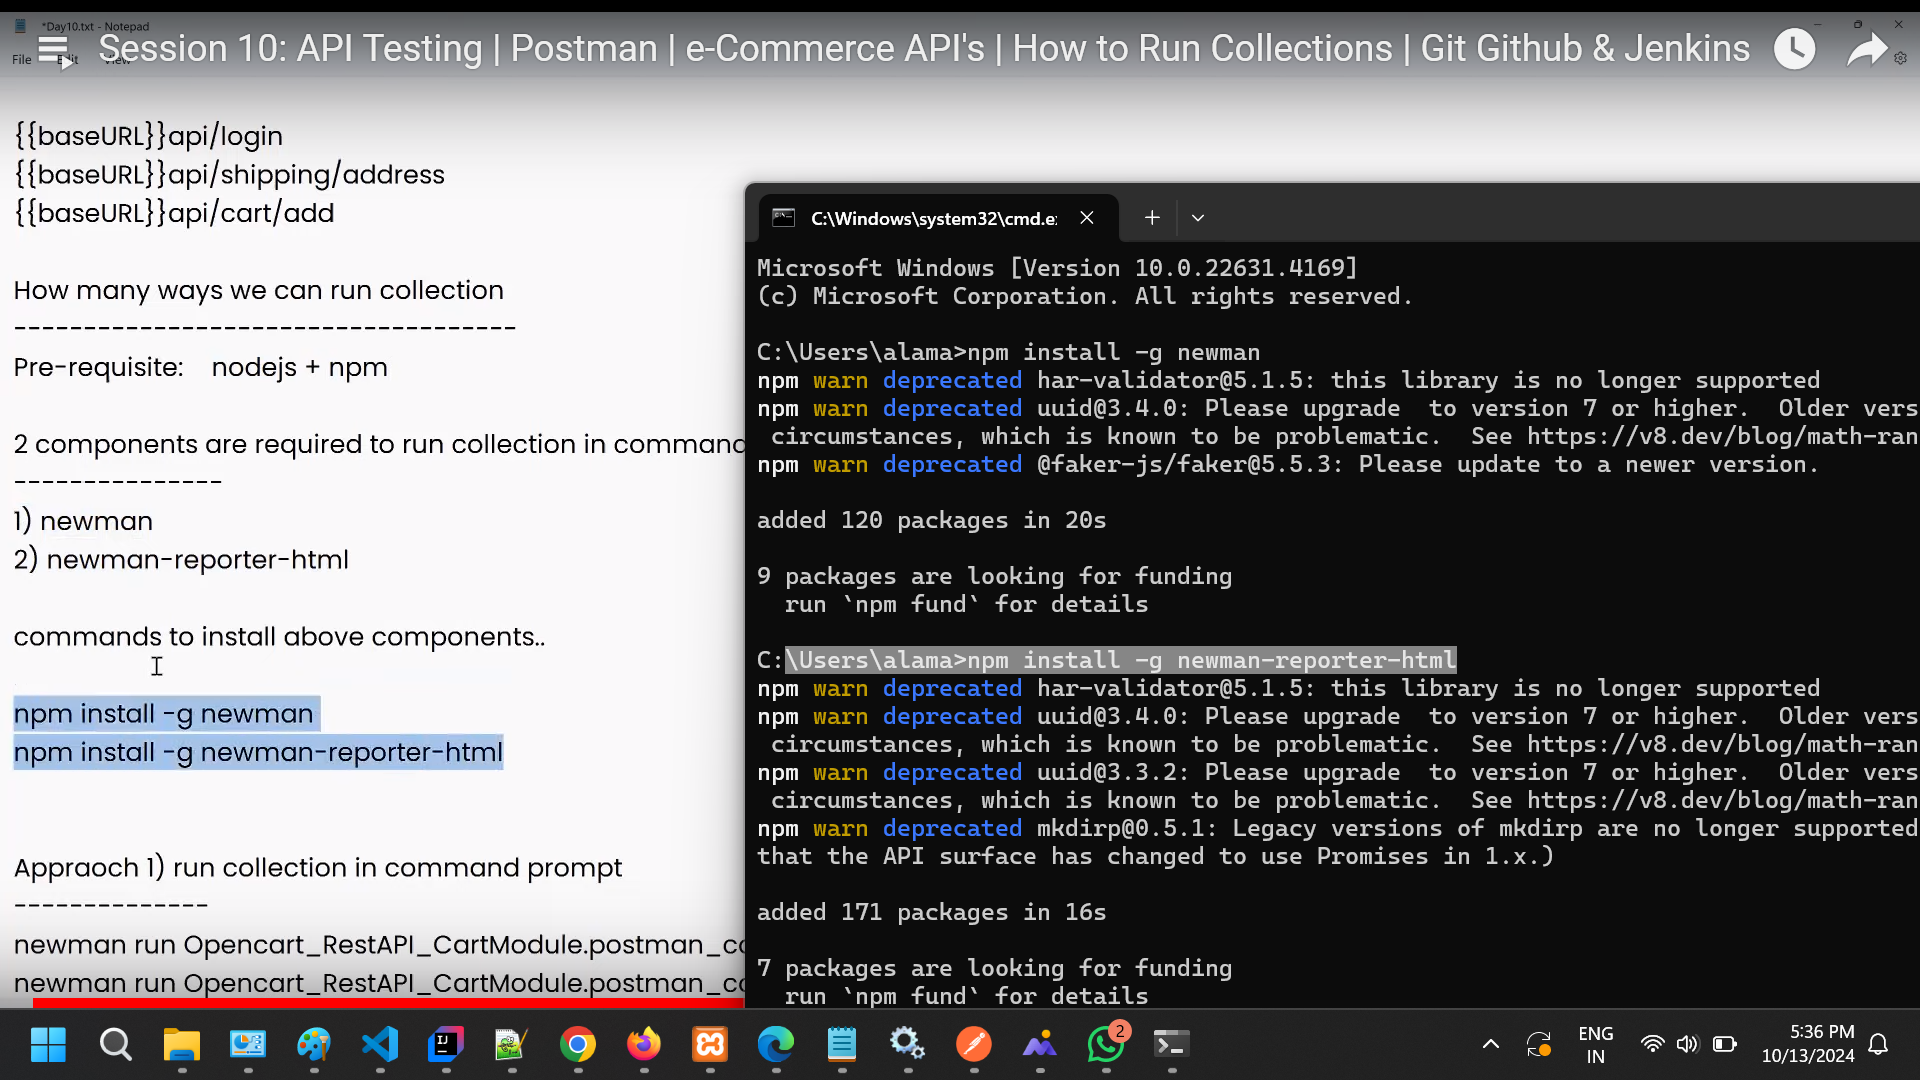 *Day10.txt - Notepad
File Edit View
Session 10: API Testing | Postman | e-Commerce API's | How to Run Collections | Git Github & Jenkins
{{baseURL}}api/login
{{baseURL}}api/shipping/address
{{baseURL}}api/cart/add
How many ways we can run collection
------------------------------------
Pre-requisite: nodejs + npm
2 components are required to run collection in command
---------------
1) newman
2) newman-reporter-html
commands to install above components..
npm install -g newman
npm install -g newman-reporter-html
Appraoch 1) run collection in command prompt
--------------
newman run Opencart_RestAPI_CartModule.postman_co
newman run Opencart_RestAPI_CartModule.postman_co
C:\Windows\system32\cmd.e
Microsoft Windows [Version 10.0.22631.4169]
(c) Microsoft Corporation. All rights reserved.
C:\Users\alama>npm install -g newman
npm warn deprecated har-validator@5.1.5: this library is no longer supported
npm warn deprecated uuid@3.4.0: Please upgrade  to version 7 or higher.  Older vers
circumstances, which is known to be problematic.  See https://v8.dev/blog/math-ran
npm warn deprecated @faker-js/faker@5.5.3: Please update to a newer version.
added 120 packages in 20s
9 packages are looking for funding
run `npm fund` for details
C:\Users\alama>npm install -g newman-reporter-html
npm warn deprecated har-validator@5.1.5: this library is no longer supported
npm warn deprecated uuid@3.4.0: Please upgrade  to version 7 or higher.  Older vers
circumstances, which is known to be problematic.  See https://v8.dev/blog/math-ran
npm warn deprecated uuid@3.3.2: Please upgrade  to version 7 or higher.  Older vers
circumstances, which is known to be problematic.  See https://v8.dev/blog/math-ran
npm warn deprecated mkdirp@0.5.1: Legacy versions of mkdirp are no longer supported
that the API surface has changed to use Promises in 1.x.)
added 171 packages in 16s
7 packages are looking for funding
run `npm fund` for details
2
ENG
IN
5:36 PM
10/13/2024